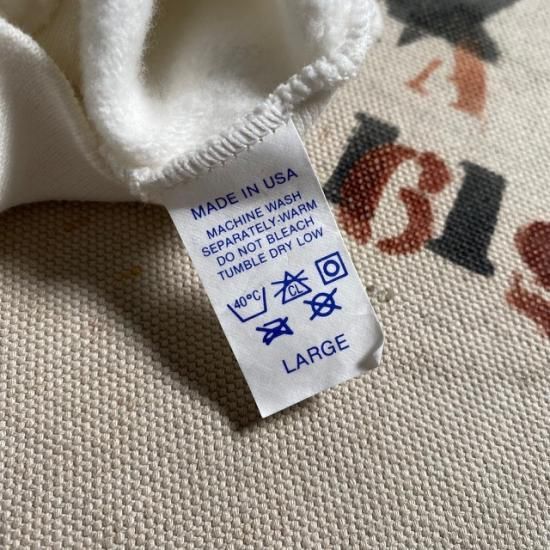 MADE IN USA
MACHINE WASH
SEPARATELY-WARM
DO NOT BLEACH
TUMBLE DRY LOW
40°C CL
LARGE